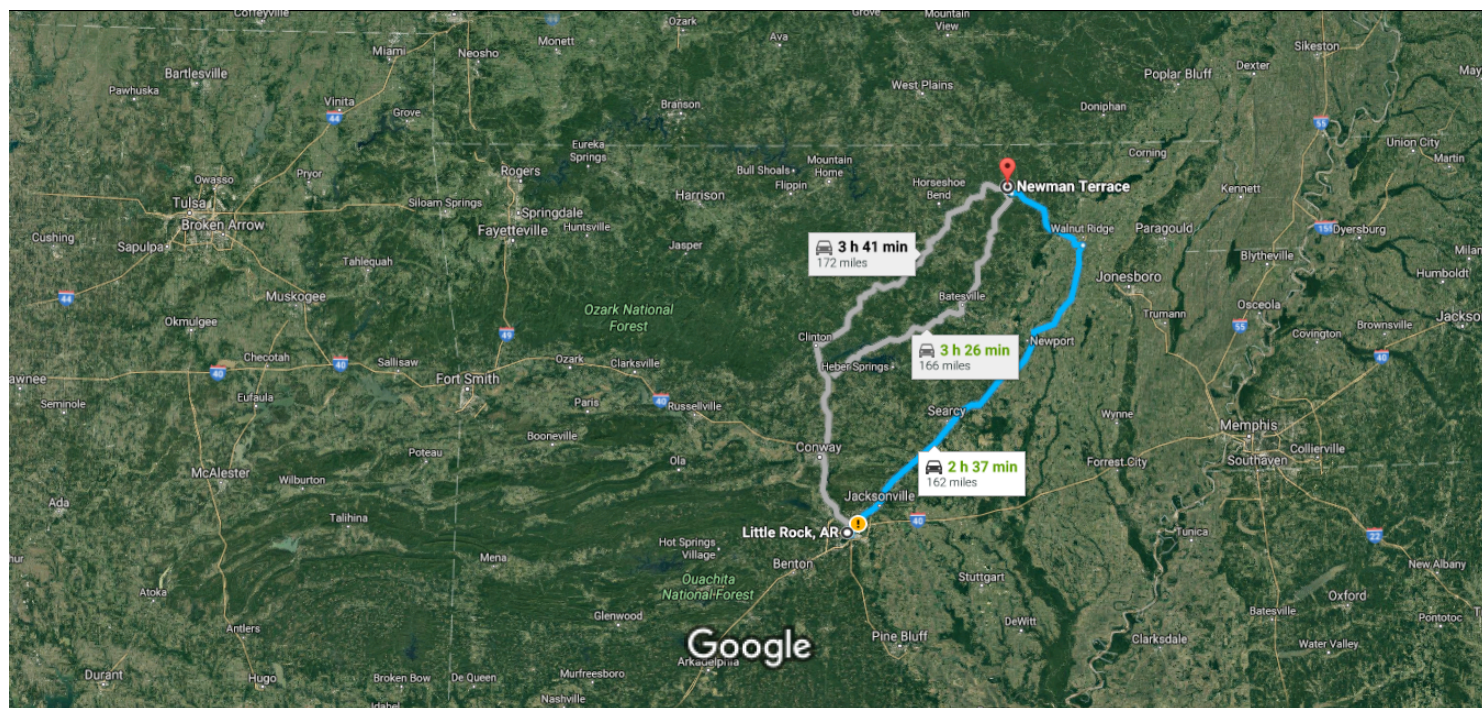 Coffeyville
Miami
Neosho
Monett
Ozark
Ava
Grove
Mountain
View
Sikeston
Bartlesville
Pawhuska
Vinita
44
Grove
Branson
West Plains
Poplar Bluff
Dexter
Doniphan
55
Owasso
Pryor
Tulsa
Broken Arrow
Sapulpa
Cushing
Rogers
Eureka
Springs
Siloam Springs
Springdale
Fayetteville
Huntsville
Harrison
Jasper
Bull Shoals
Flippin
Mountain
Home
Horseshoe
Bend
Newman Terrace
Corning
Kennett
Union City
Martin
Walnut Ridge
Paragould
155
Dyersburg
Milan
Blytheville
Humboldt
3 h 41 min
172 miles
Jonesboro
Tahlequah
44
Muskogee
Okmulgee
Ozark National
Forest
49
Batesville
Trumann
Osceola
55
Covington
Brownsville
Jackson
40
Clinton
3 h 26 min
166 miles
Newport
Heber Springs
Checotah
40
Sallisaw
40
Fort Smith
Ozark
Clarksville
40
Russellville
Paris
Booneville
Shawnee
Seminole
Eufaula
Searcy
Wynne
Memphis
Collierville
Southaven
Conway
2 h 37 min
162 miles
Forrest City
Poteau
Ola
McAlester
Wilburton
Ada
Jacksonville
Little Rock, AR
40
Talihina
Mena
Hot Springs
Village
Benton
Tunica
22
New Albany
Ouachita
National Forest
Stuttgart
Atoka
Glenwood
DeWitt
Batesville
Oxford
Pontotoc
Antlers
Google
Pine Bluff
Clarksdale
Water Valley
Arkadelphia
Durant
Hugo
Broken Bow
De Queen
Murfreesboro
Nashville
Idabel